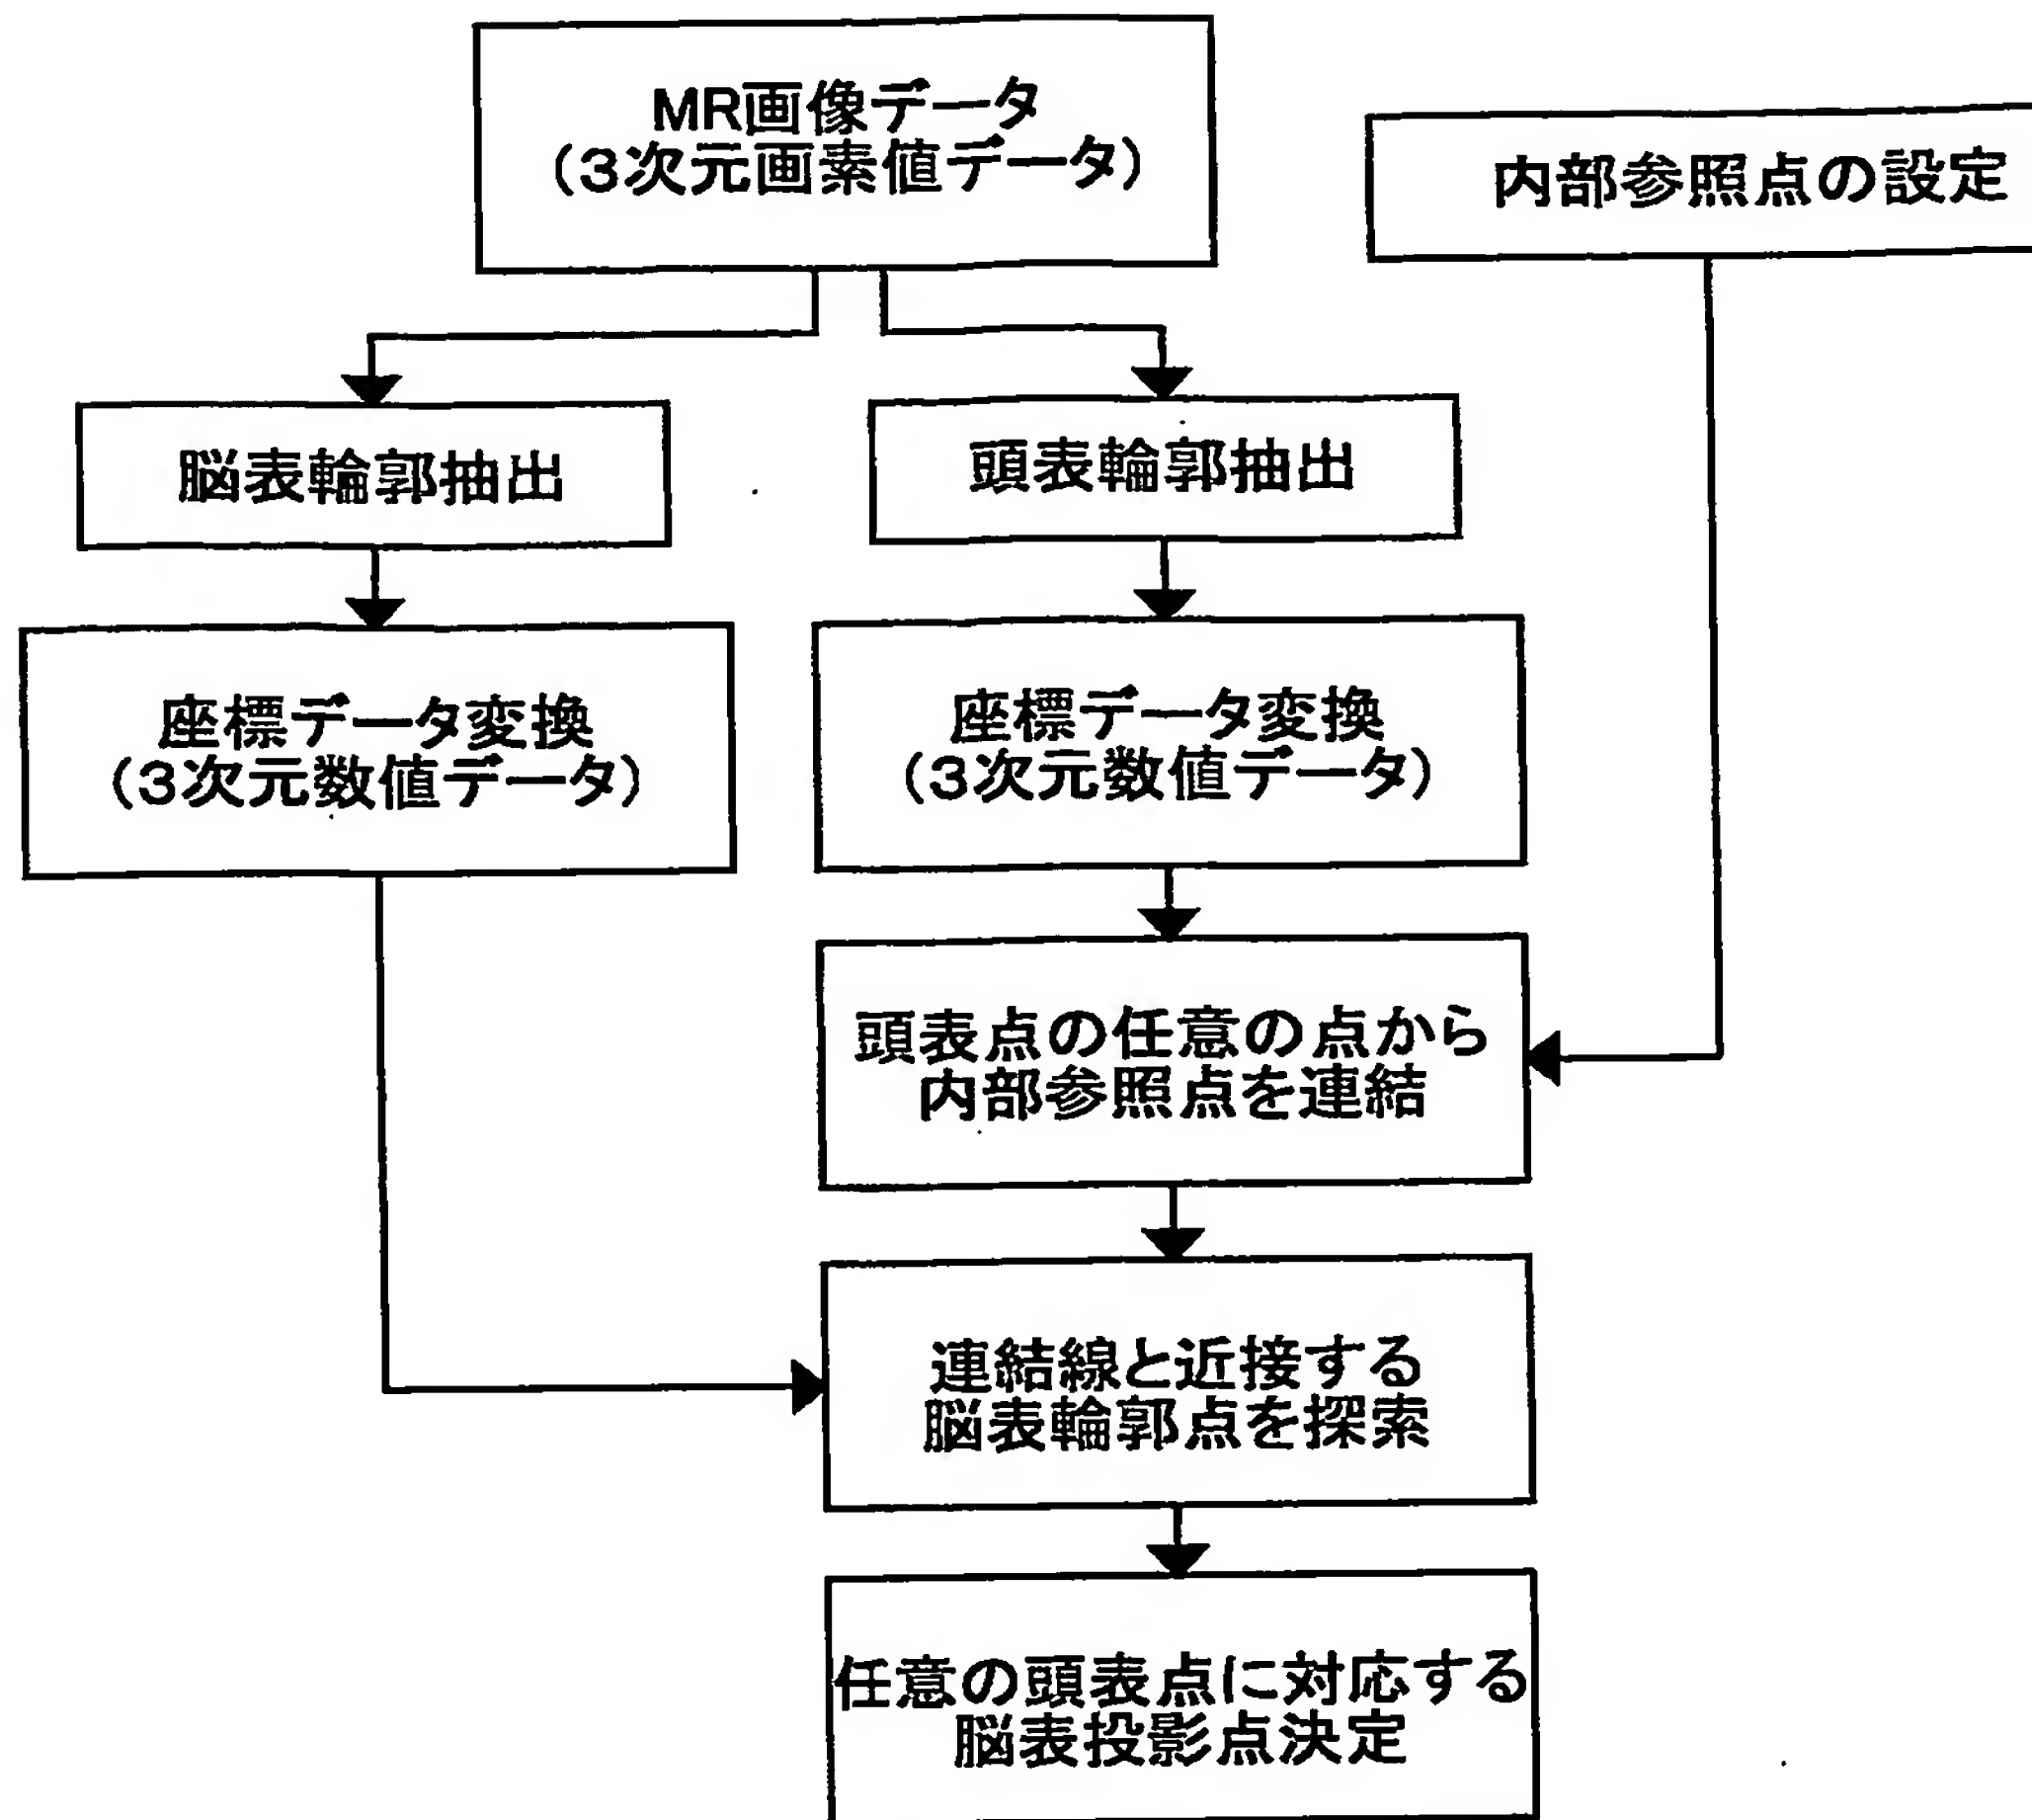 MR画像データ
(3次元画素値データ)
内部参照点の設定
脳表輪郭抽出
頭表輪郭抽出
座標データ変換
(3次元数値データ)
座標データ変換
(3次元数値データ)
頭表点の任意の点から
内部参照点を連結
連結線と近接する
脳表輪郭点を探索
任意の頭表点に対応する
脳表投影点決定